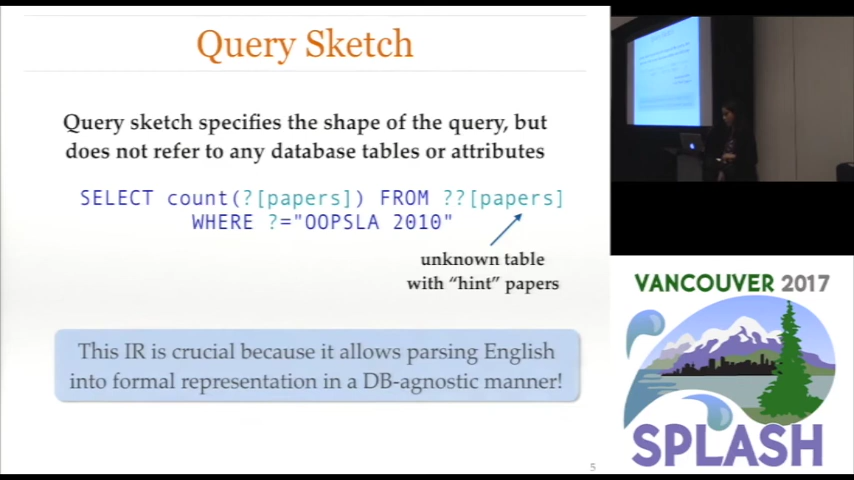 Query Sketch
Query sketch specifies the shape of the query, but
does not refer to any database tables or attributes
SELECT count(?[papers]) FROM ??[papers]
WHERE ?="OOPSLA 2010"
unknown table
with “hint” papers
This IR is crucial because it allows parsing English
into formal representation in a DB-agnostic manner!
5
VANCOUVER 2017
SPLASH